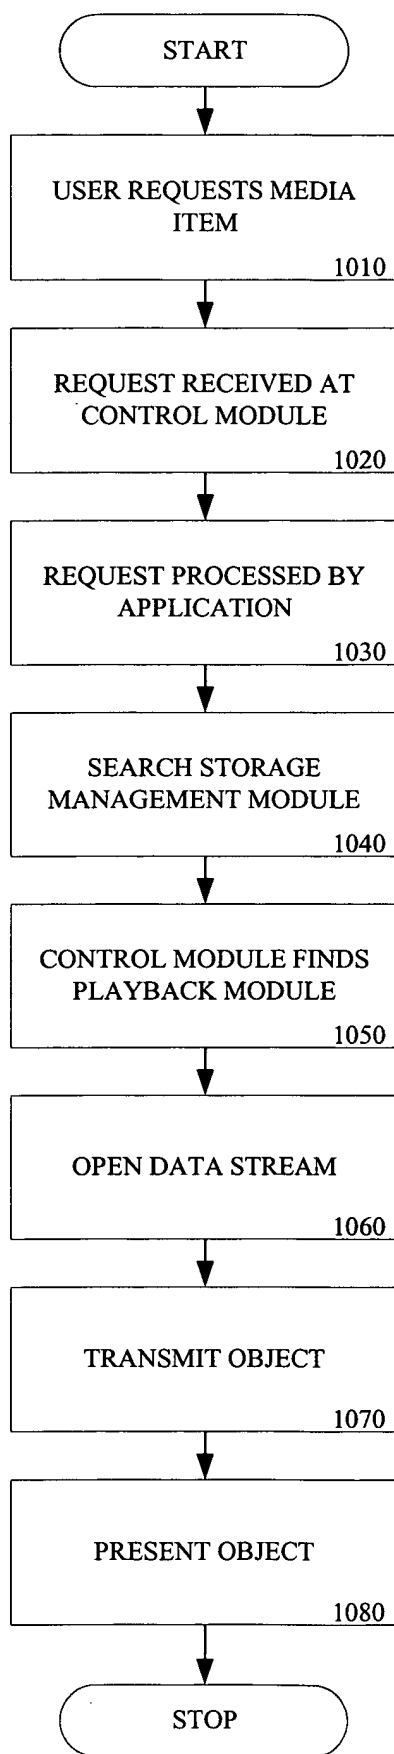 START
USER REQUESTS MEDIA
ITEM
1010
REQUEST RECEIVED AT
CONTROL MODULE
1020
REQUEST PROCESSED BY
APPLICATION
1030
SEARCH STORAGE
MANAGEMENT MODULE
1040
CONTROL MODULE FINDS
PLAYBACK MODULE
1050
OPEN DATA STREAM
1060
TRANSMIT OBJECT
1070
PRESENT OBJECT
1080
STOP